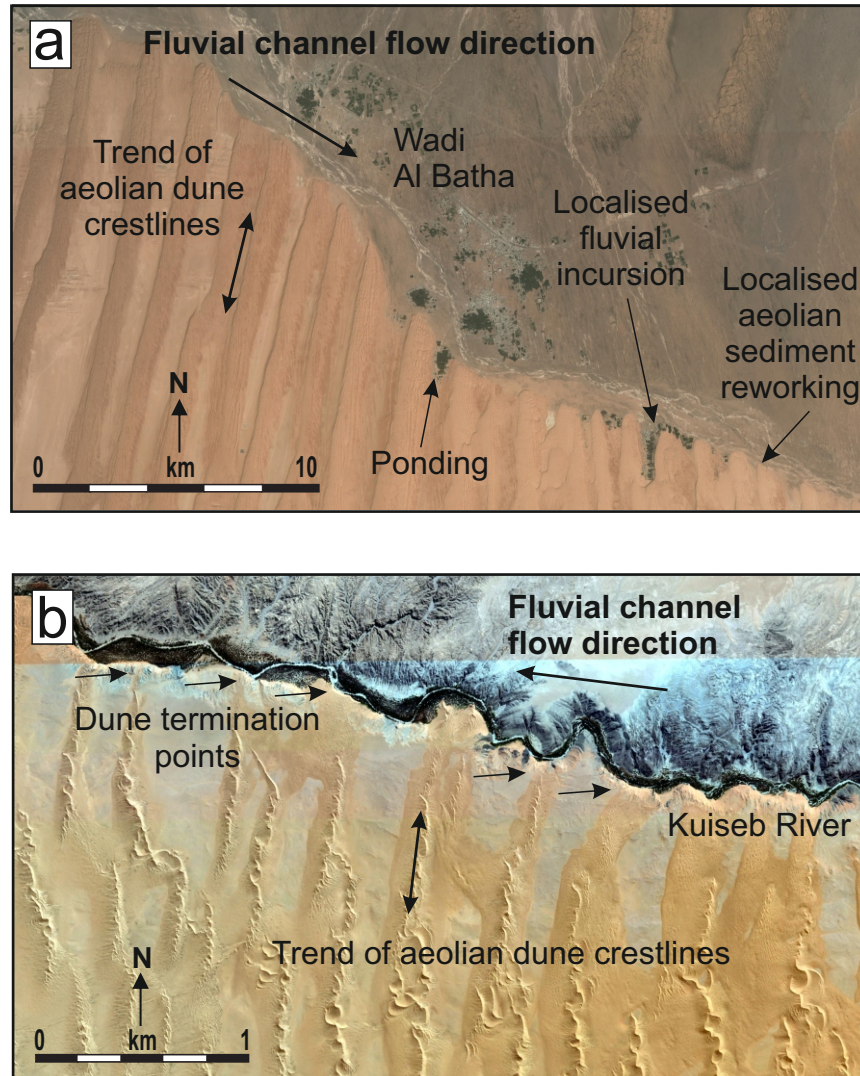 a
Fluvial channel flow direction
Wadi
Al Batha
Trend of
aeolian dune
crestlines
Localised
fluvial
incursion
Localised
aeolian
sediment
reworking
N
0 km 10
Ponding
b
Fluvial channel
flow direction
Dune termination
points
Kuiseb River
Trend of aeolian dune crestlines
N
0 km 1